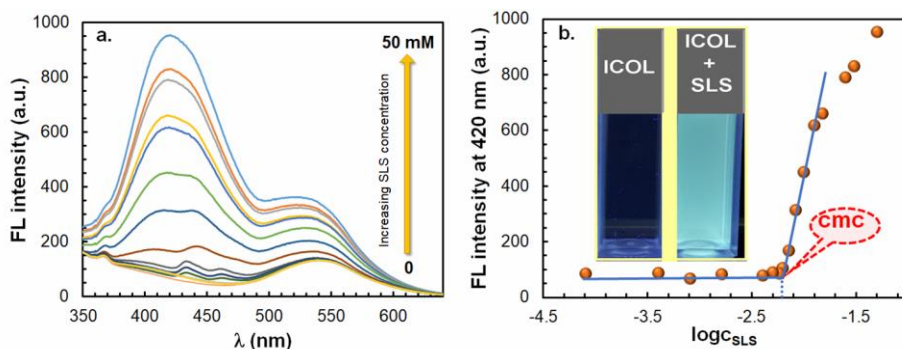 a.
50 mM
Increasing SLS concentration
0
FL intensity (a.u.)
1000
800
600
400
200
0
350
400
450
500
550
600
λ (nm)
b.
ICOL
ICOL
+
SLS
cmc
FL intensity at 420 nm (a.u.)
1000
800
600
400
200
0
-4.5
-3.5
-2.5
-1.5
logcSLS